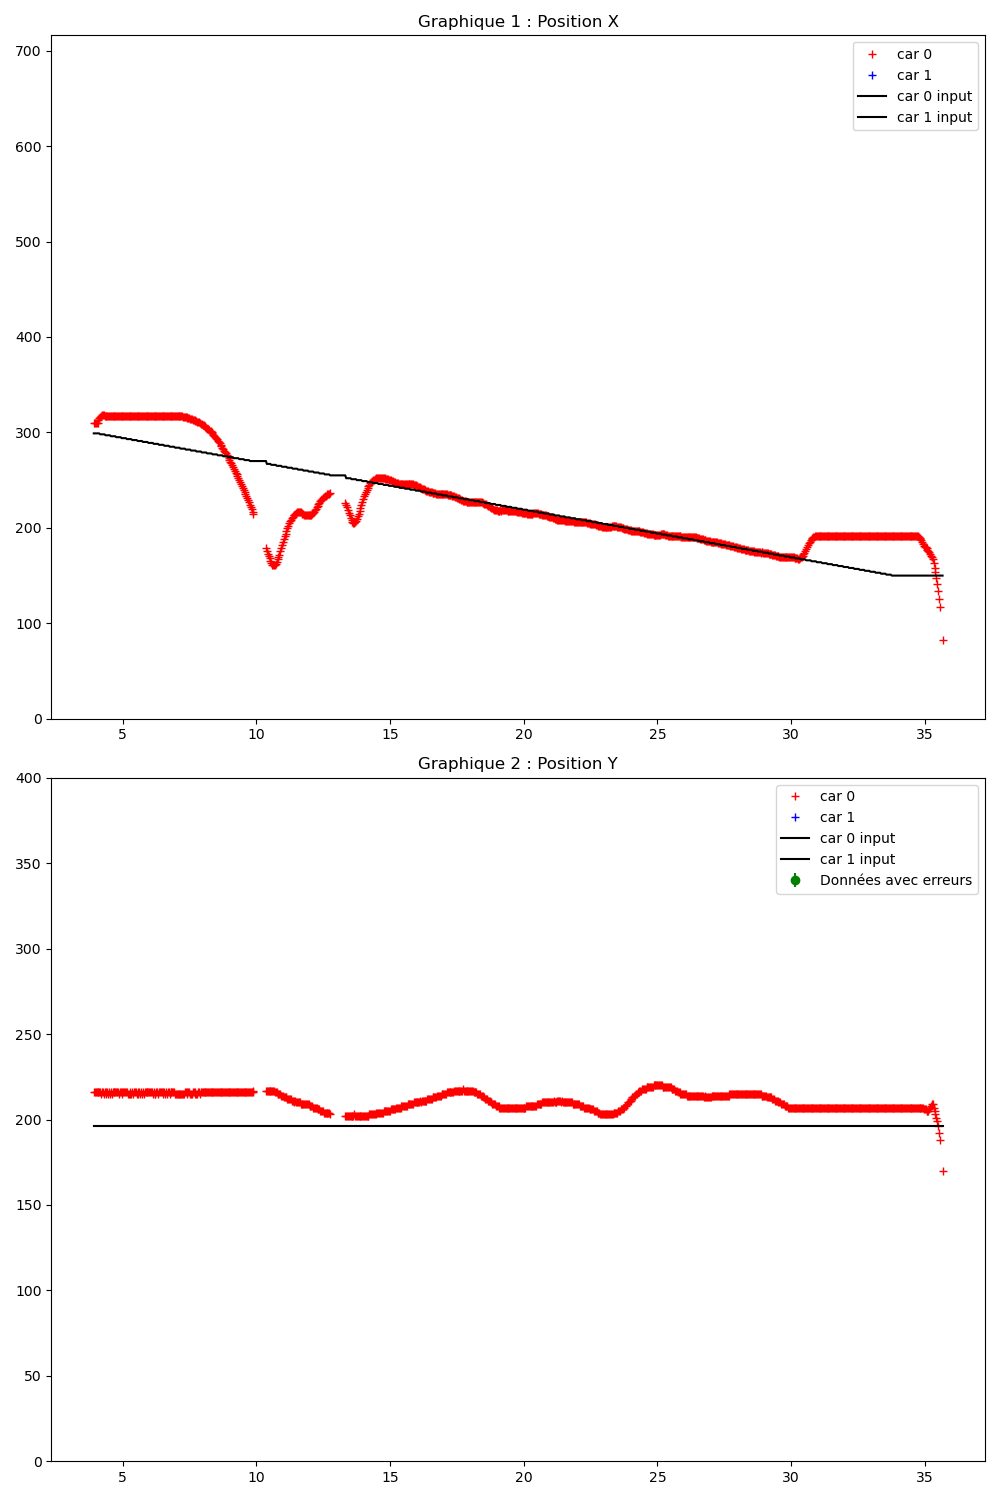 Graphique 1 : Position X
700
600
500
400
300
200
100
0
car 0
car 1
car 0 input
car 1 input
5
10
15
20
25
30
35
Graphique 2 : Position Y
400
350
300
250
200
150
100
50
0
car 0
car 1
car 0 input
car 1 input
Données avec erreurs
5
10
15
20
25
30
35